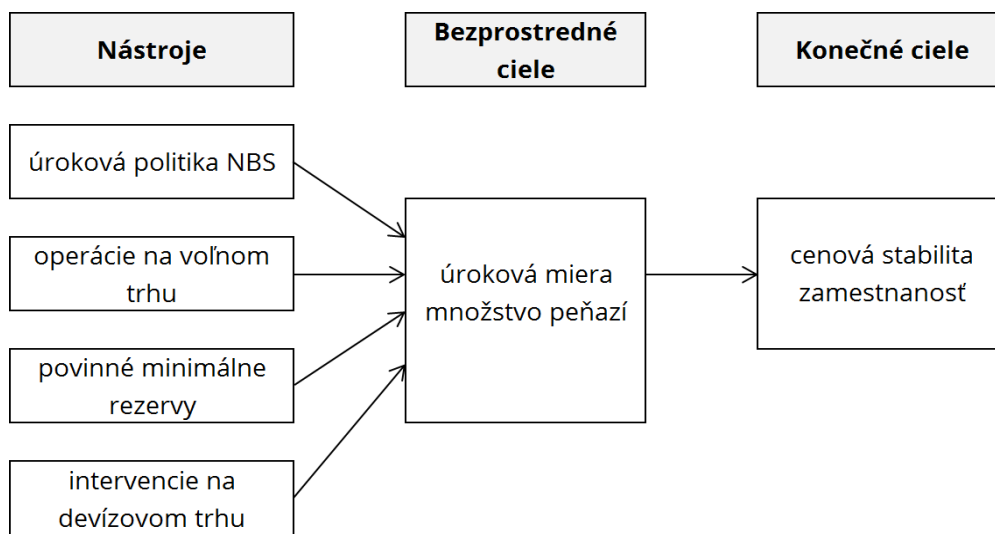 Nástroje
Bezprostredné
ciele
Konečné ciele
úroková politika NBS
operácie na voľnom
trhu
povinné minimálne
rezervy
intervencie na
devízovom trhu
úroková miera
množstvo peňazí
cenová stabilita
zamestnanosť